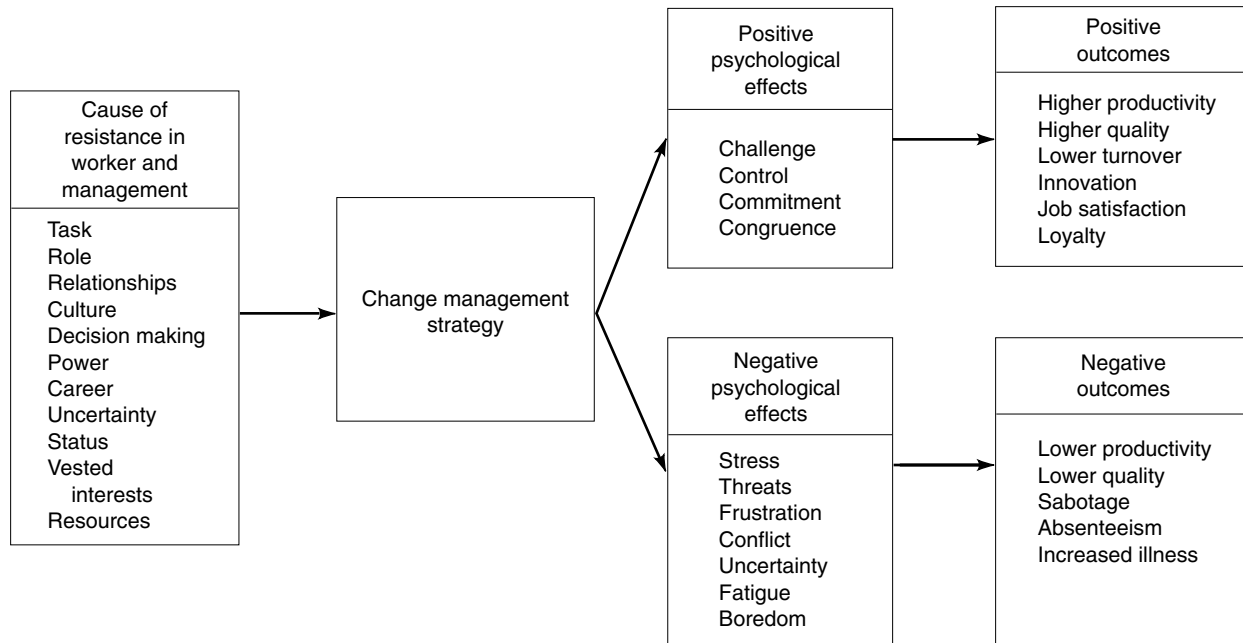 Cause of
resistance in
worker and
management
Task
Role
Relationships
Culture
Decision making
Power
Career
Uncertainty
Status
Vested
interests
Resources
Change management
strategy
Positive
psychological
effects
Challenge
Control
Commitment
Congruence
Positive
outcomes
Higher productivity
Higher quality
Lower turnover
Innovation
Job satisfaction
Loyalty
Negative
psychological
effects
Stress
Threats
Frustration
Conflict
Uncertainty
Fatigue
Boredom
Negative
outcomes
Lower productivity
Lower quality
Sabotage
Absenteeism
Increased illness